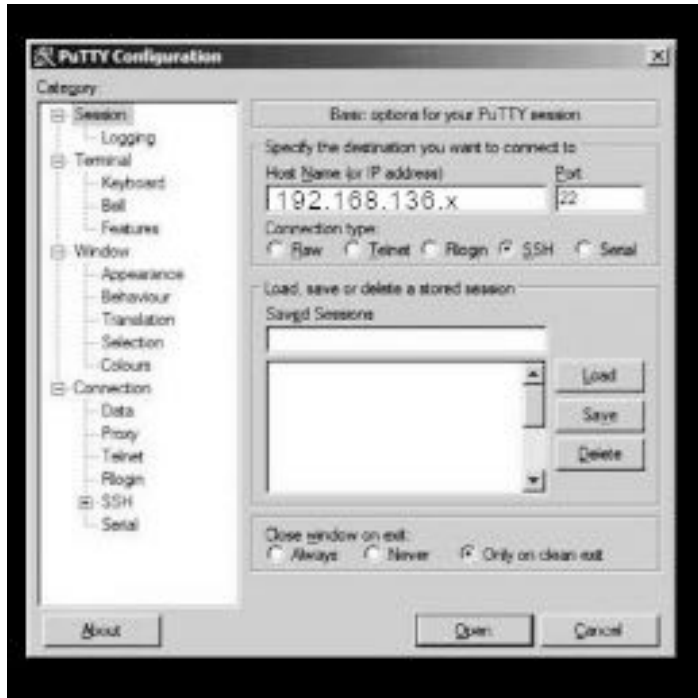 PuTTY Configuration
Category:
Session
Logging
Terminal
Keyboard
Bell
Features
Window
Appearance
Behaviour
Translation
Selection
Colours
Connection
Data
Proxy
Telnet
Rlogin
SSH
Serial
Basic options for your PuTTY session
Specify the destination you want to connect to
Host Name (or IP address) Port
192.168.136.x 22
Connection type:
Raw Telnet Rlogin SSH Serial
Load, save or delete a stored session
Saved Sessions
Load
Save
Delete
Close window on exit:
Always Never Only on clean exit
About Open Cancel